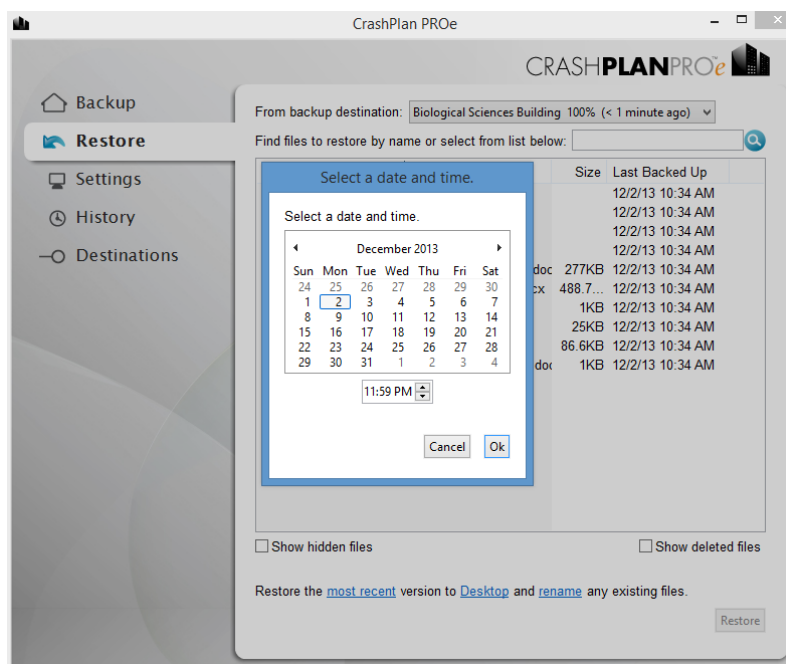 CrashPlan PROe
CRASHPLANPROe
Backup
Restore
Settings
History
Destinations
From backup destination: Biological Sciences Building 100% (< 1 minute ago)
Find files to restore by name or select from list below:
Size Last Backed Up
12/2/13 10:34 AM
12/2/13 10:34 AM
12/2/13 10:34 AM
12/2/13 10:34 AM
doc 277KB 12/2/13 10:34 AM
cx 488.7... 12/2/13 10:34 AM
1KB 12/2/13 10:34 AM
25KB 12/2/13 10:34 AM
86.6KB 12/2/13 10:34 AM
doc 1KB 12/2/13 10:34 AM
Select a date and time.
Select a date and time.
December 2013
Sun Mon Tue Wed Thu Fri Sat
24 25 26 27 28 29 30
1 2 3 4 5 6 7
8 9 10 11 12 13 14
15 16 17 18 19 20 21
22 23 24 25 26 27 28
29 30 31 1 2 3 4
11:59 PM
Cancel Ok
Show hidden files Show deleted files
Restore the most recent version to Desktop and rename any existing files.
Restore